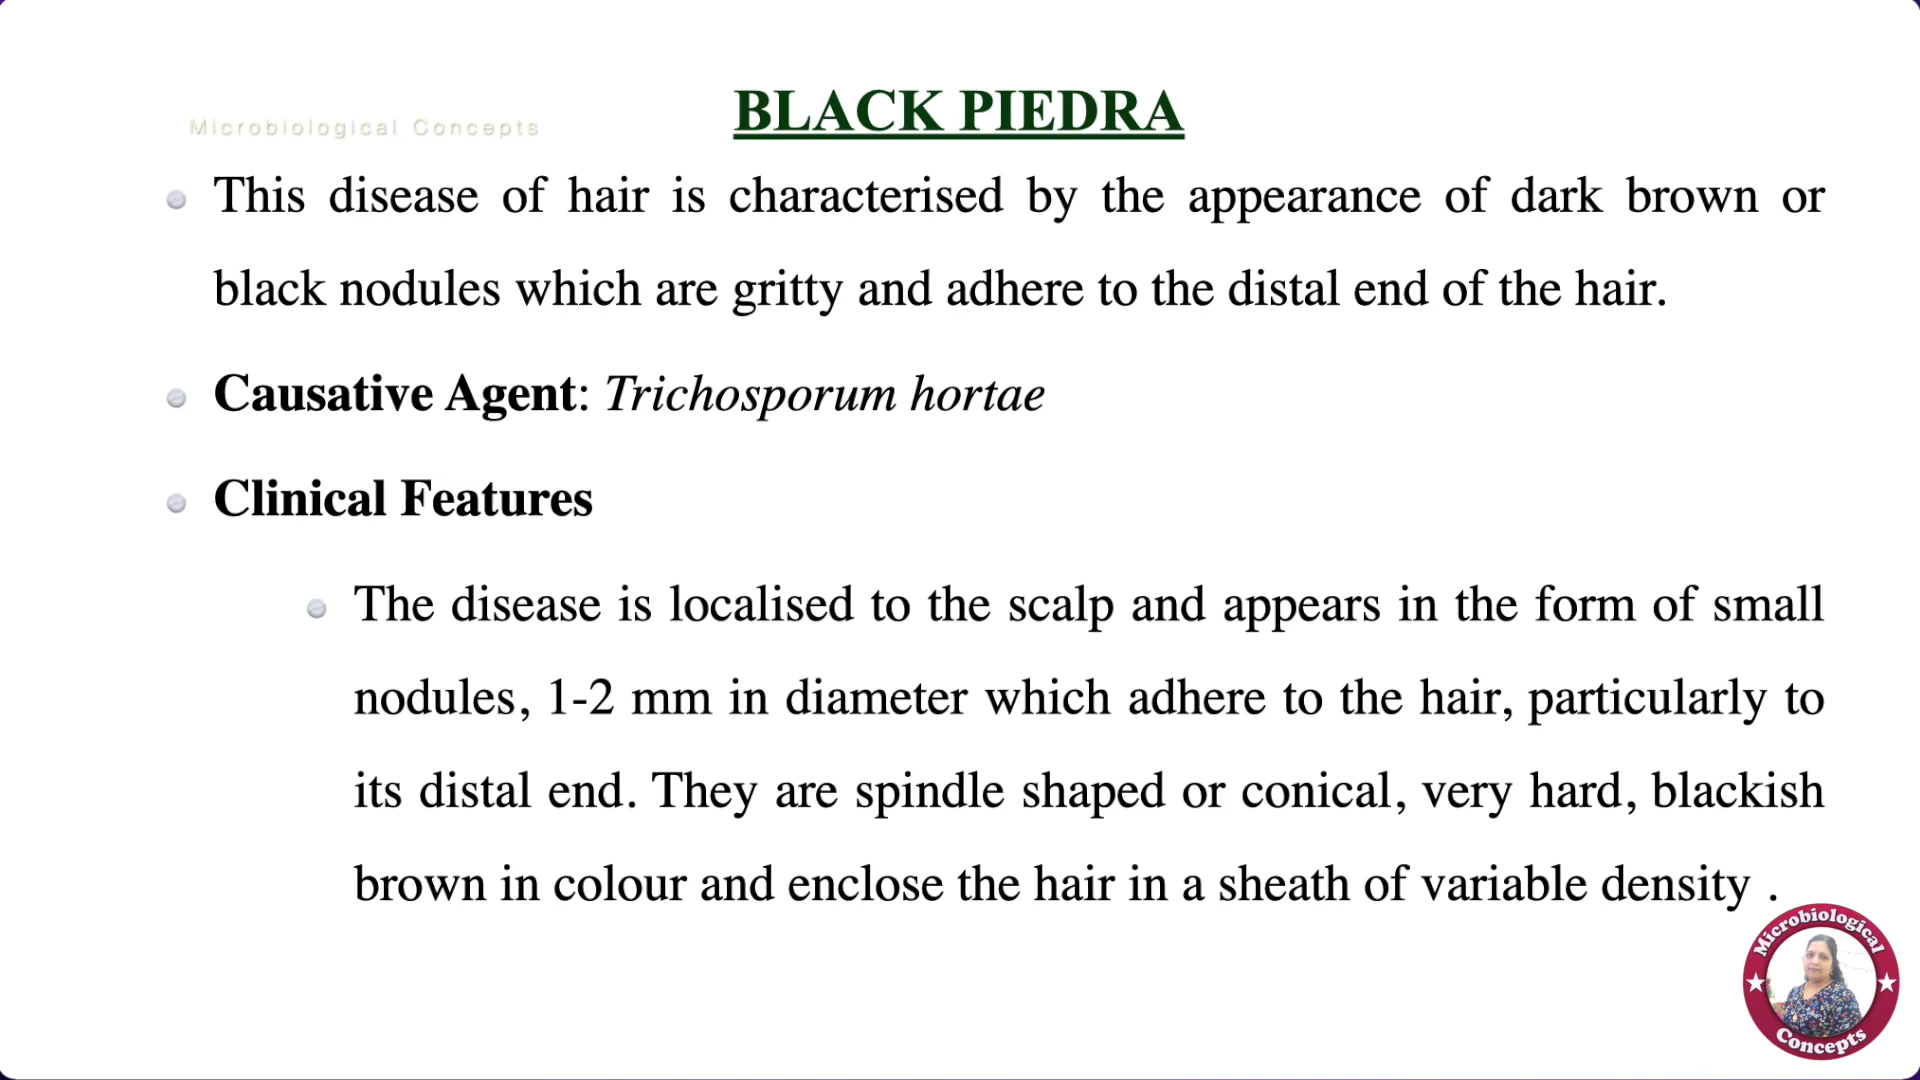 BLACK PIEDRA
Microbiological Concepts
This disease of hair is characterised by the appearance of dark brown or
black nodules which are gritty and adhere to the distal end of the hair.
Causative Agent: Trichosporum hortae
Clinical Features
The disease is localised to the scalp and appears in the form of small
nodules, 1-2 mm in diameter which adhere to the hair, particularly to
its distal end. They are spindle shaped or conical, very hard, blackish
brown in colour and enclose the hair in a sheath of variable density .
Microbiological
Concepts